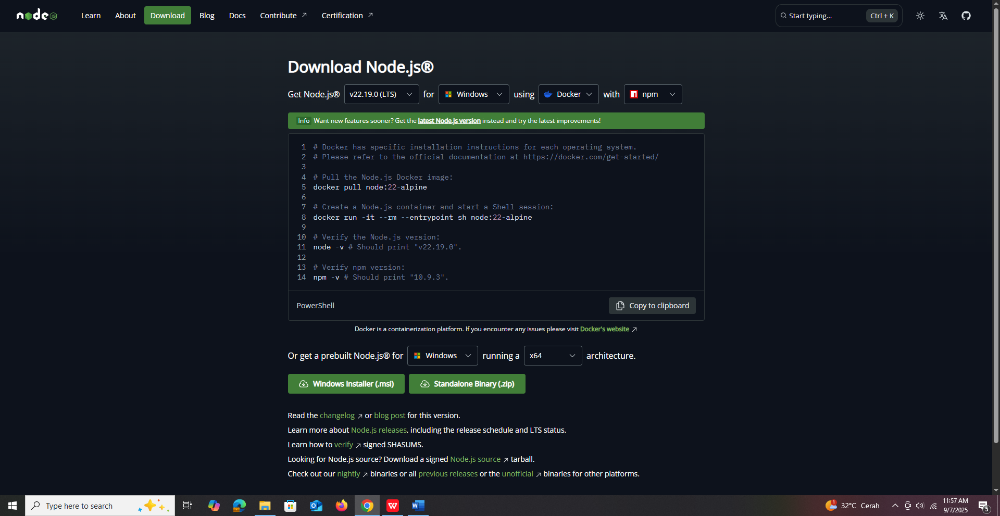 node JS
Learn About Download Blog Docs Contribute Certification Start typing... Ctrl + K
Download Node.js®
Get Node.js® v22.19.0 (LTS) for Windows using Docker with npm
Info Want new features sooner? Get the latest Node.js version instead and try the latest improvements!
1 # Docker has specific installation instructions for each operating system.
2 # Please refer to the official documentation at https://docker.com/get-started/
3
4 # Pull the Node.js Docker image:
5 docker pull node:22-alpine
6
7 # Create a Node.js container and start a Shell session:
8 docker run -it --rm --entrypoint sh node:22-alpine
9
10 # Verify the Node.js version:
11 node -v # Should print "v22.19.0".
12
13 # Verify npm version:
14 npm -v # Should print "10.9.3".
PowerShell Copy to clipboard
Docker is a containerization platform. If you encounter any issues please visit Docker's website
Or get a prebuilt Node.js® for Windows running a x64 architecture.
Windows Installer (.msi) Standalone Binary (.zip)
Read the changelog or blog post for this version.
Learn more about Node.js releases, including the release schedule and LTS status.
Learn how to verify signed SHASUMS.
Looking for Node.js source? Download a signed Node.js source tarball.
Check out our nightly binaries or all previous releases or the unofficial binaries for other platforms.
Type here to search 1 32°C Cerah 11:57 AM
9/7/2025 5